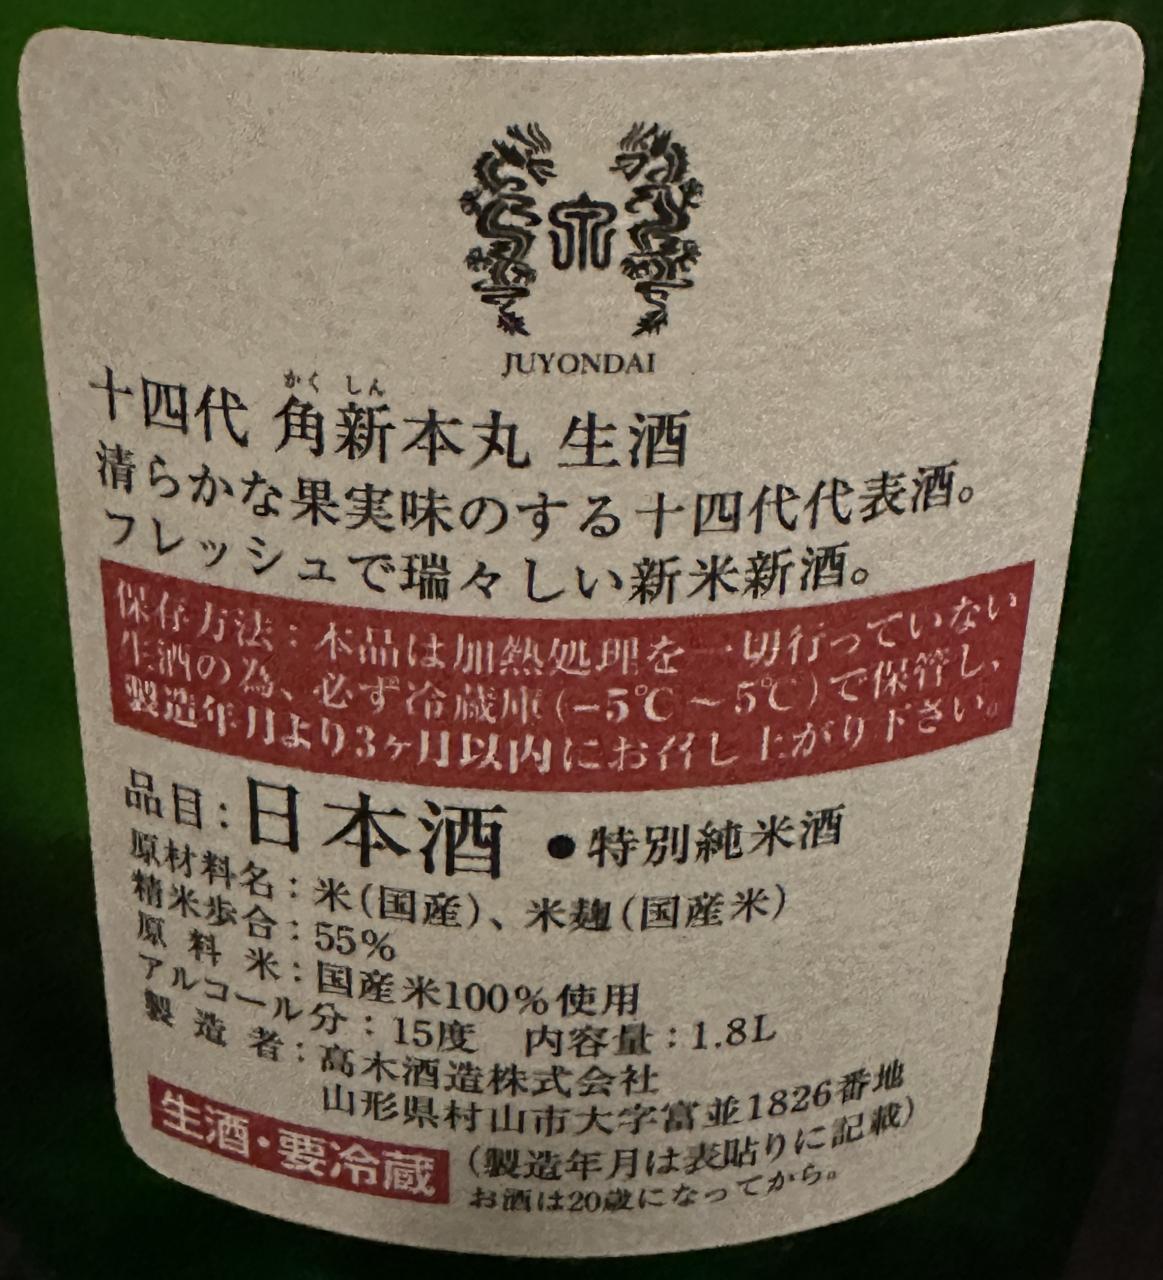 JUYONDAI
かくしん
十四代 角新本丸 生酒
清らかな果実味のする十四代代表酒。
フレッシュで瑞々しい新米新酒。
保存方法：本品は加熱処理を一切行っていない
生酒の為、必ず冷蔵庫(−5℃～5℃)で保管し、
製造年月より3ヶ月以内にお召し上がり下さい。
品目：日本酒 ●特別純米酒
原材料名：米(国産)、米麹(国産米)
精米歩合：55%
原料米：国産米100%使用
アルコール分：15度 内容量：1.8L
製造者：髙木酒造株式会社
山形県村山市大字富並1826番地
生酒・要冷蔵 (製造年月は表貼りに記載)
お酒は20歳になってから。